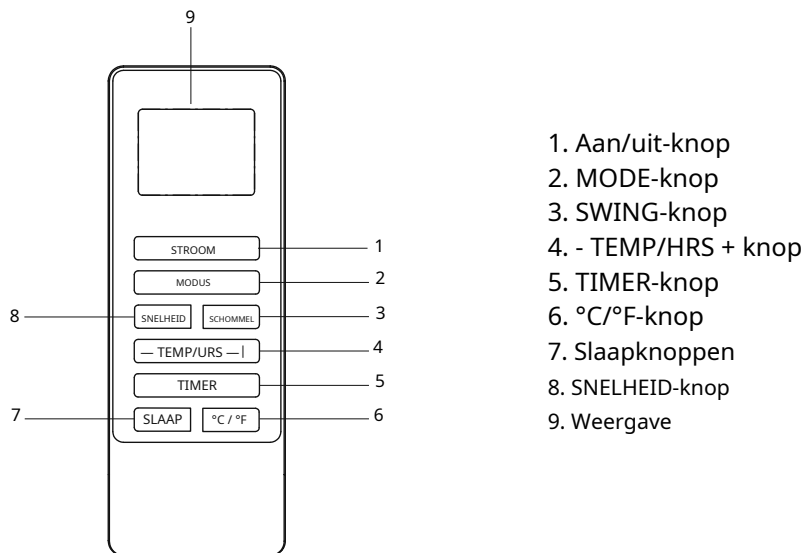 9
STROOM
1
MODUS
2
8
SNELHEID
SCHOMMEL
3
— TEMP/URS —|
4
TIMER
5
7
SLAAP
°C / °F
6
1. Aan/uit-knop
2. MODE-knop
3. SWING-knop
4. - TEMP/HRS + knop
5. TIMER-knop
6. °C/°F-knop
7. Slaapknoppen
8. SNELHEID-knop
9. Weergave